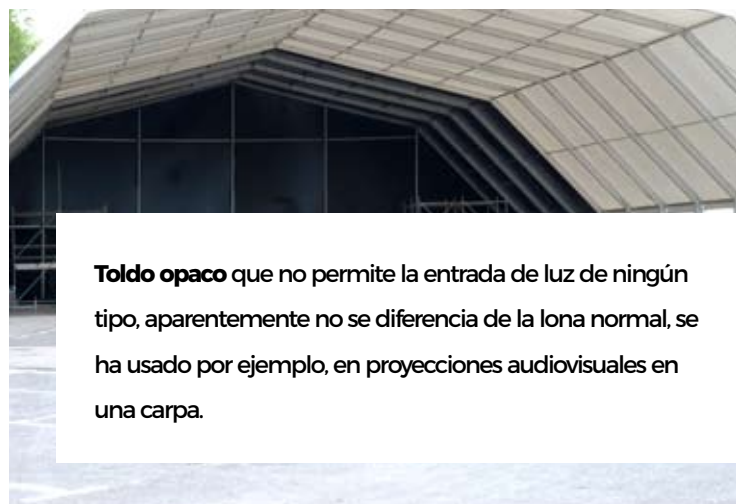 Toldo opaco que no permite la entrada de luz de ningún
tipo, aparentemente no se diferencia de la lona normal, se
ha usado por ejemplo, en proyecciones audiovisuales en
una carpa.